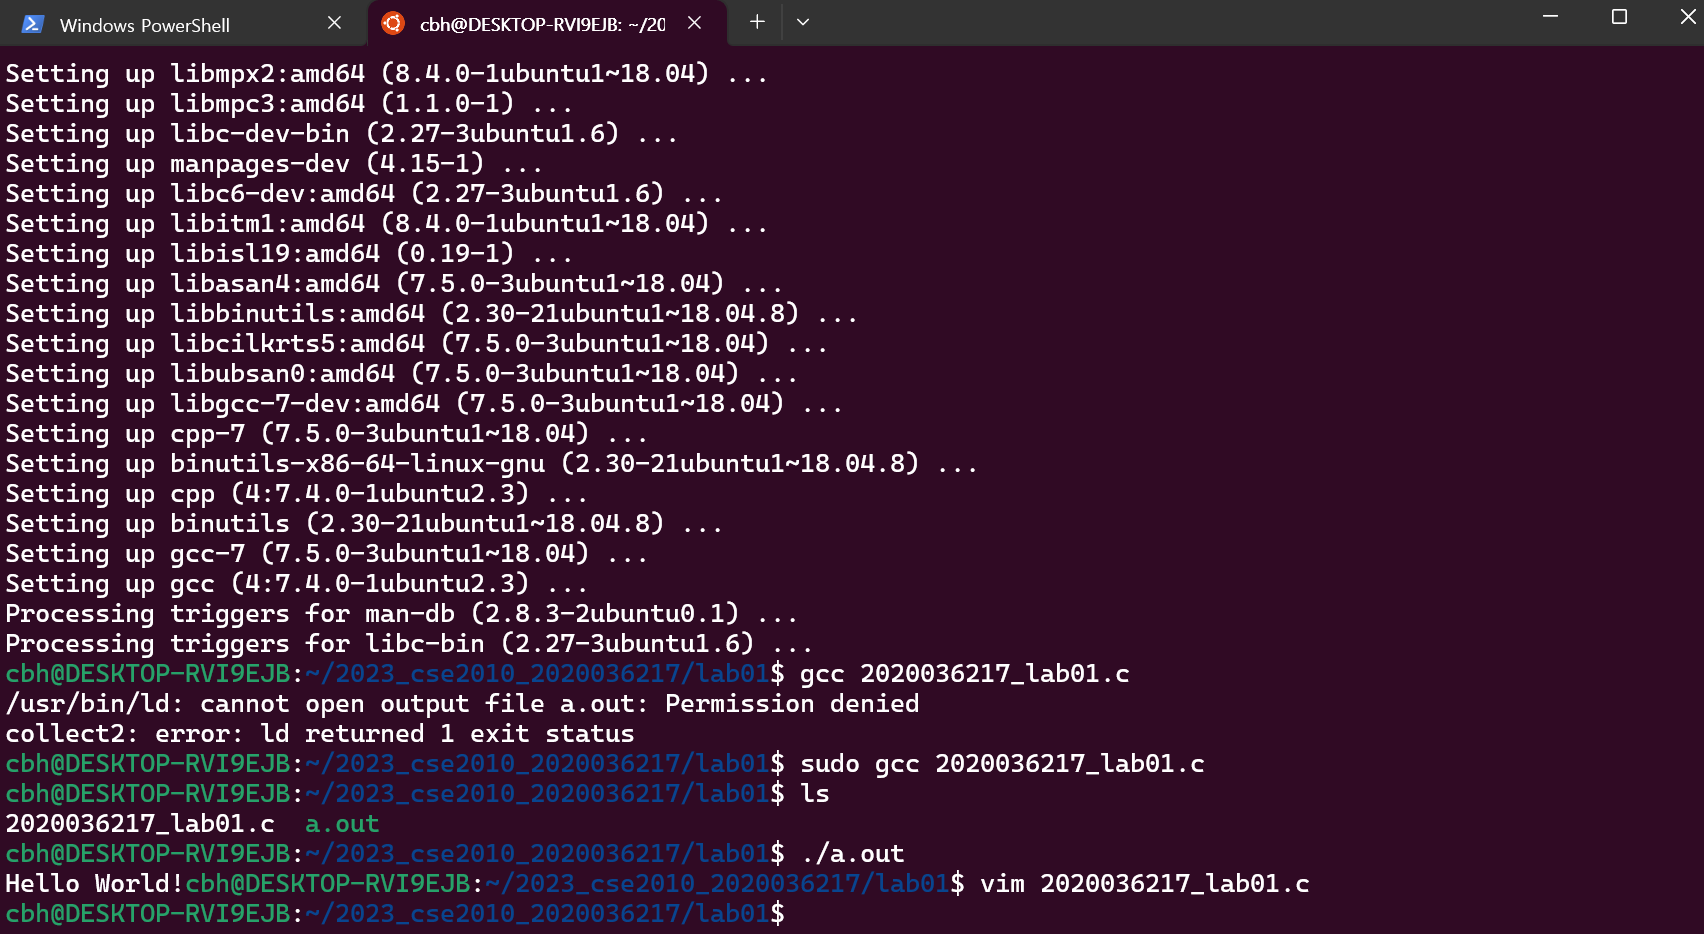 Windows PowerShell
cbh@DESKTOP-RVI9EJB: ~/20
Setting up libmpx2:amd64 (8.4.0-1ubuntu1~18.04) ...
Setting up libmpc3:amd64 (1.1.0-1) ...
Setting up libc-dev-bin (2.27-3ubuntu1.6) ...
Setting up manpages-dev (4.15-1) ...
Setting up libc6-dev:amd64 (2.27-3ubuntu1.6) ...
Setting up libitm1:amd64 (8.4.0-1ubuntu1~18.04) ...
Setting up libisl19:amd64 (0.19-1) ...
Setting up libasan4:amd64 (7.5.0-3ubuntu1~18.04) ...
Setting up libbinutils:amd64 (2.30-21ubuntu1~18.04.8) ...
Setting up libcilkrts5:amd64 (7.5.0-3ubuntu1~18.04) ...
Setting up libubsan0:amd64 (7.5.0-3ubuntu1~18.04) ...
Setting up libgcc-7-dev:amd64 (7.5.0-3ubuntu1~18.04) ...
Setting up cpp-7 (7.5.0-3ubuntu1~18.04) ...
Setting up binutils-x86-64-linux-gnu (2.30-21ubuntu1~18.04.8) ...
Setting up cpp (4:7.4.0-1ubuntu2.3) ...
Setting up binutils (2.30-21ubuntu1~18.04.8) ...
Setting up gcc-7 (7.5.0-3ubuntu1~18.04) ...
Setting up gcc (4:7.4.0-1ubuntu2.3) ...
Processing triggers for man-db (2.8.3-2ubuntu0.1) ...
Processing triggers for libc-bin (2.27-3ubuntu1.6) ...
cbh@DESKTOP-RVI9EJB:~/2023_cse2010_2020036217/lab01$ gcc 2020036217_lab01.c
/usr/bin/ld: cannot open output file a.out: Permission denied
collect2: error: ld returned 1 exit status
cbh@DESKTOP-RVI9EJB:~/2023_cse2010_2020036217/lab01$ sudo gcc 2020036217_lab01.c
cbh@DESKTOP-RVI9EJB:~/2023_cse2010_2020036217/lab01$ ls
2020036217_lab01.c  a.out
cbh@DESKTOP-RVI9EJB:~/2023_cse2010_2020036217/lab01$ ./a.out
Hello World!cbh@DESKTOP-RVI9EJB:~/2023_cse2010_2020036217/lab01$ vim 2020036217_lab01.c
cbh@DESKTOP-RVI9EJB:~/2023_cse2010_2020036217/lab01$